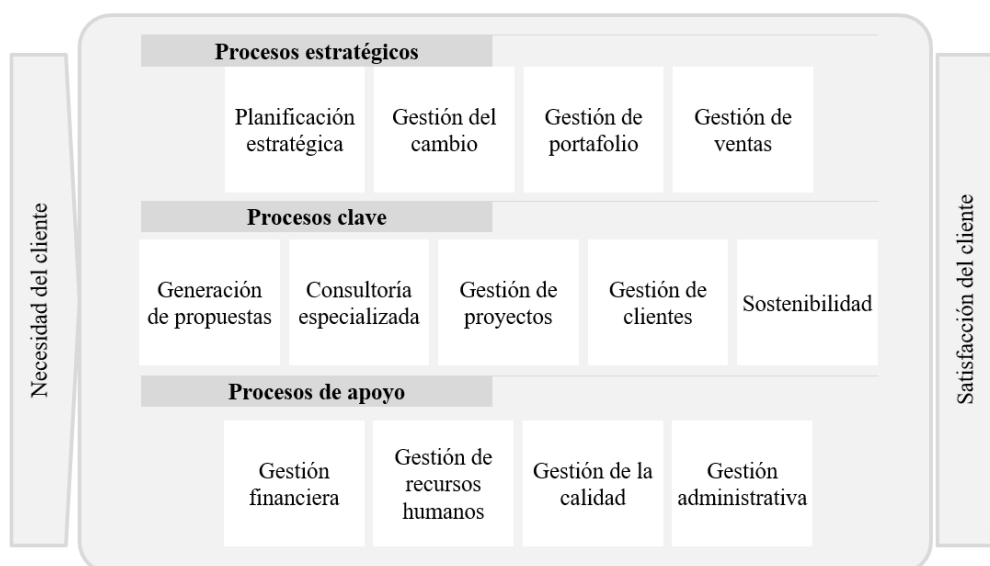 Necesidad del cliente
Procesos estratégicos
Planificación
estratégica
Gestión del
cambio
Gestión de
portafolio
Gestión de
ventas
Procesos clave
Generación
de propuestas
Consultoría
especializada
Gestión de
proyectos
Gestión de
clientes
Sostenibilidad
Procesos de apoyo
Gestión
financiera
Gestión de
recursos
humanos
Gestión de la
calidad
Gestión
administrativa
Satisfacción del cliente